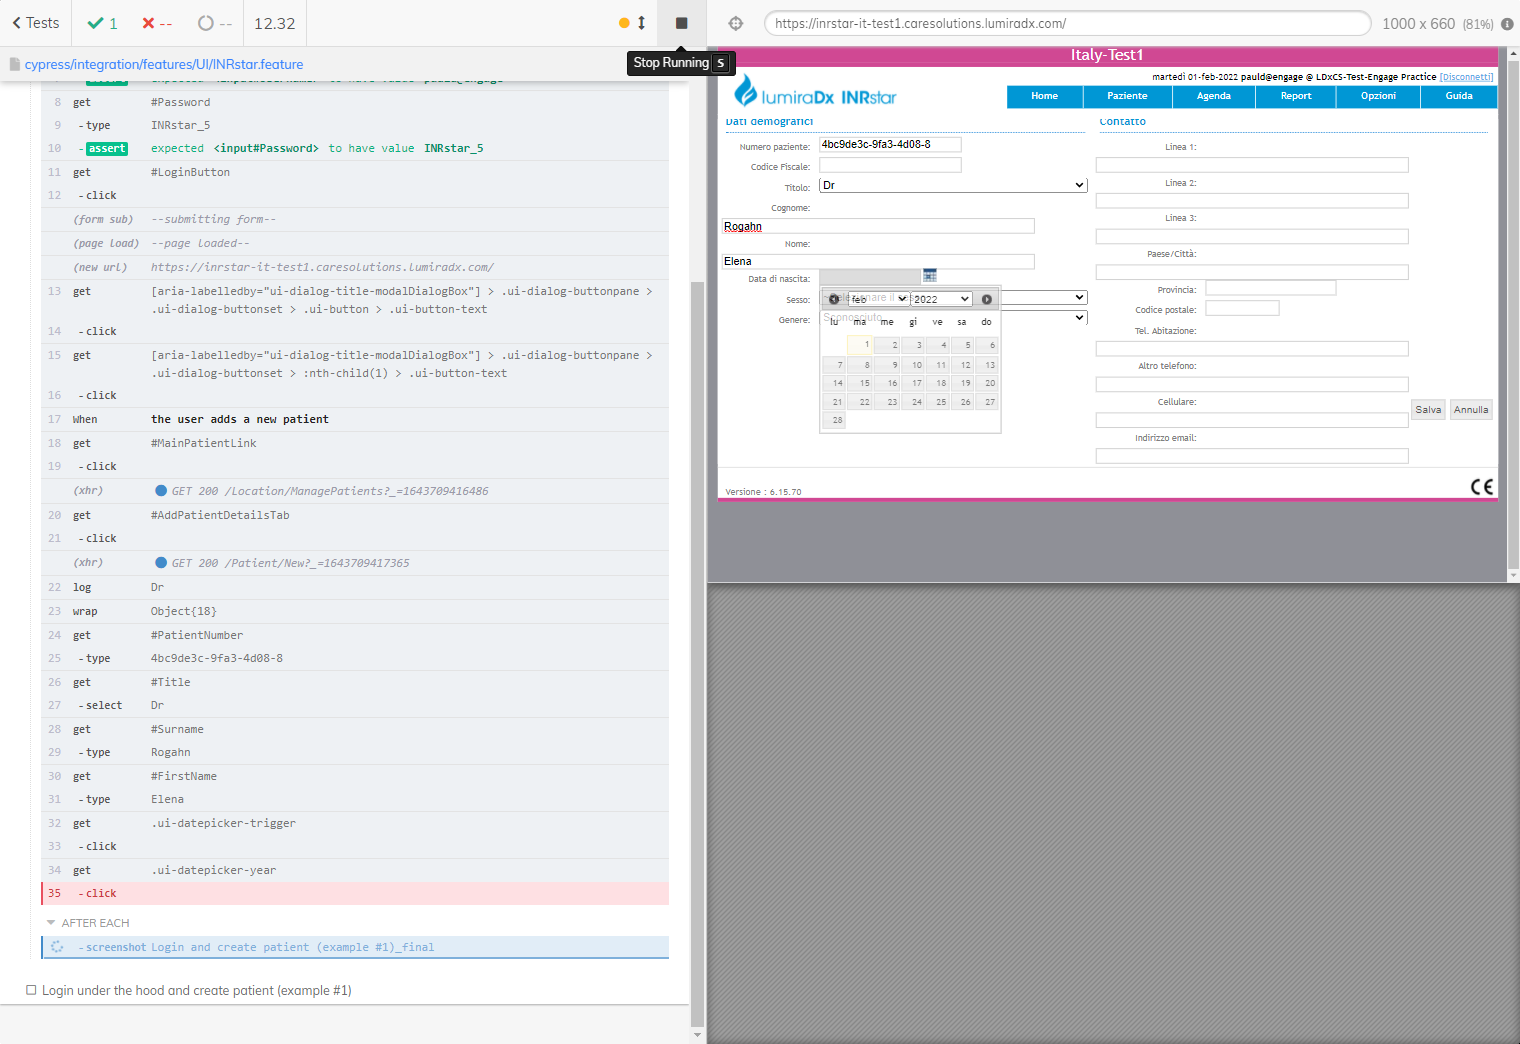 Tests
1
--
--
12.32
https://inrstar-it-test1.caresolutions.lumiradx.com/
1000 x 660 (81%)
Stop Running S
cypress/integration/features/UI/INRstar.feature
8 get #Password
9 -type INRstar_5
10 -assert expected <input#Password> to have value INRstar_5
11 get #LoginButton
12 -click
(form sub) --submitting form--
(page load) --page loaded--
(new url) https://inrstar-it-test1.caresolutions.lumiradx.com/
13 get [aria-labelledby="ui-dialog-title-modalDialogBox"] > .ui-dialog-buttonpane >
.ui-dialog-buttonset > .ui-button > .ui-button-text
14 -click
15 get [aria-labelledby="ui-dialog-title-modalDialogBox"] > .ui-dialog-buttonpane >
.ui-dialog-buttonset > :nth-child(1) > .ui-button-text
16 -click
17 When the user adds a new patient
18 get #MainPatientLink
19 -click
(xhr) GET 200 /Location/ManagePatients?_=1643709416486
20 get #AddPatientDetailsTab
21 -click
(xhr) GET 200 /Patient/New?_=1643709417365
22 log Dr
23 wrap Object{18}
24 get #PatientNumber
25 -type 4bc9de3c-9fa3-4d08-8
26 get #Title
27 -select Dr
28 get #Surname
29 -type Rogahn
30 get #FirstName
31 -type Elena
32 get .ui-datepicker-trigger
33 -click
34 get .ui-datepicker-year
35 -click
AFTER EACH
-screenshot Login and create patient (example #1)_final
Login under the hood and create patient (example #1)
Italy-Test1
martedì 01-feb-2022 pauld@engage @ LDxCS-Test-Engage Practice [Disconnetti]
lumiraDx INRstar
Home Paziente Agenda Report Opzioni Guida
Dati demografici
Numero paziente: 4bc9de3c-9fa3-4d08-8
Codice Fiscale:
Titolo: Dr
Cognome:
Rogahn
Nome:
Elena
Data di nascita:
Sesso:
feb 2022
Genere: Sconosciuto
lu ma me gi ve sa do
1 2 3 4 5 6
7 8 9 10 11 12 13
14 15 16 17 18 19 20
21 22 23 24 25 26 27
28
Contatto
Linea 1:
Linea 2:
Linea 3:
Paese/Città:
Provincia:
Codice postale:
Tel. Abitazione:
Altro telefono:
Cellulare:
Salva Annulla
Indirizzo email:
Versione : 6.15.70
CE